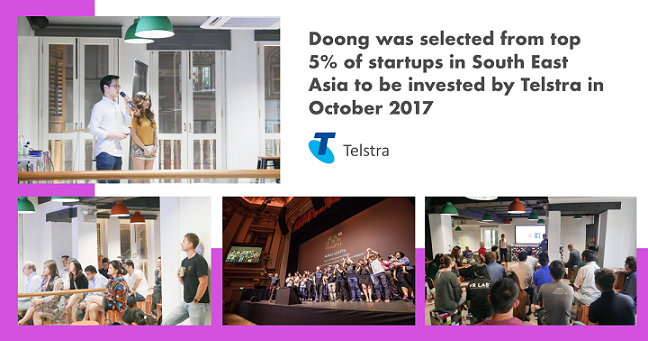 Doong was selected from top
5% of startups in South East
Asia to be invested by Telstra in
October 2017
Telstra